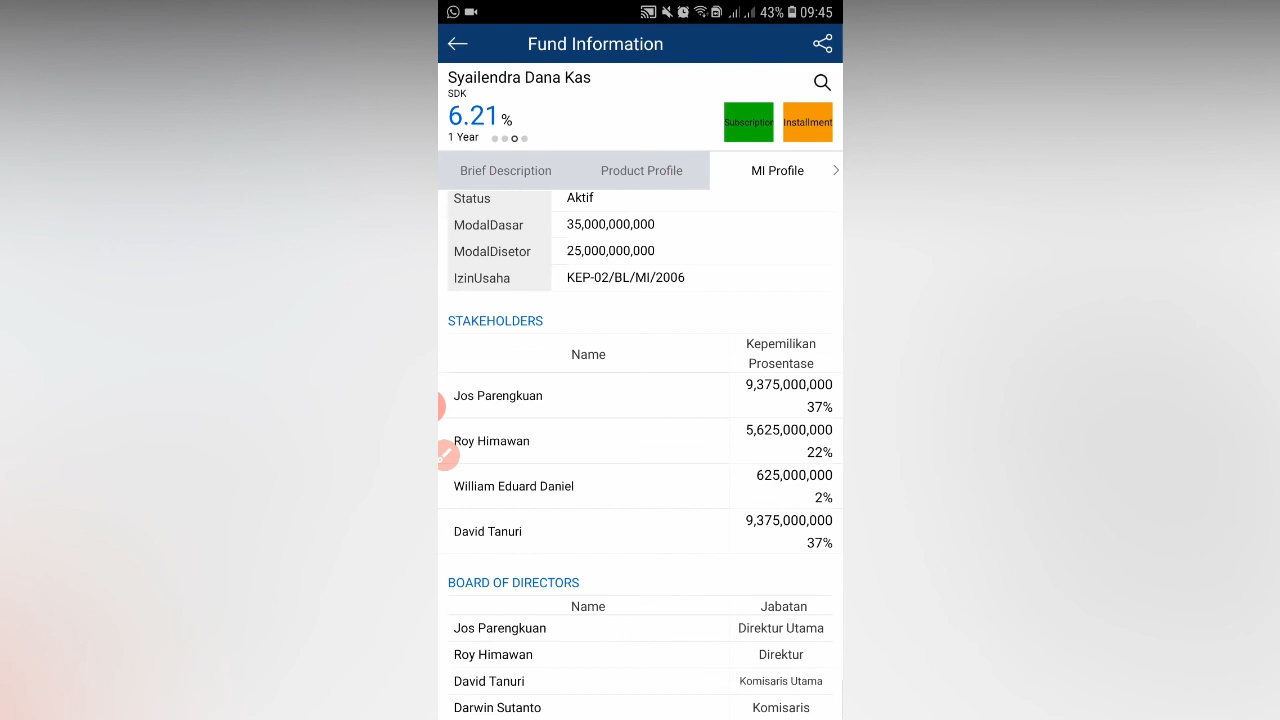 43% 09:45
Fund Information
Syailendra Dana Kas
SDK
6.21 %
1 Year
Subscription Installment
Brief Description Product Profile MI Profile
Status Aktif
ModalDasar 35,000,000,000
ModalDisetor 25,000,000,000
IzinUsaha KEP-02/BL/MI/2006
STAKEHOLDERS
Name Kepemilikan
Prosentase
Jos Parengkuan 9,375,000,000
37%
Roy Himawan 5,625,000,000
22%
William Eduard Daniel 625,000,000
2%
David Tanuri 9,375,000,000
37%
BOARD OF DIRECTORS
Name Jabatan
Jos Parengkuan Direktur Utama
Roy Himawan Direktur
David Tanuri Komisaris Utama
Darwin Sutanto Komisaris